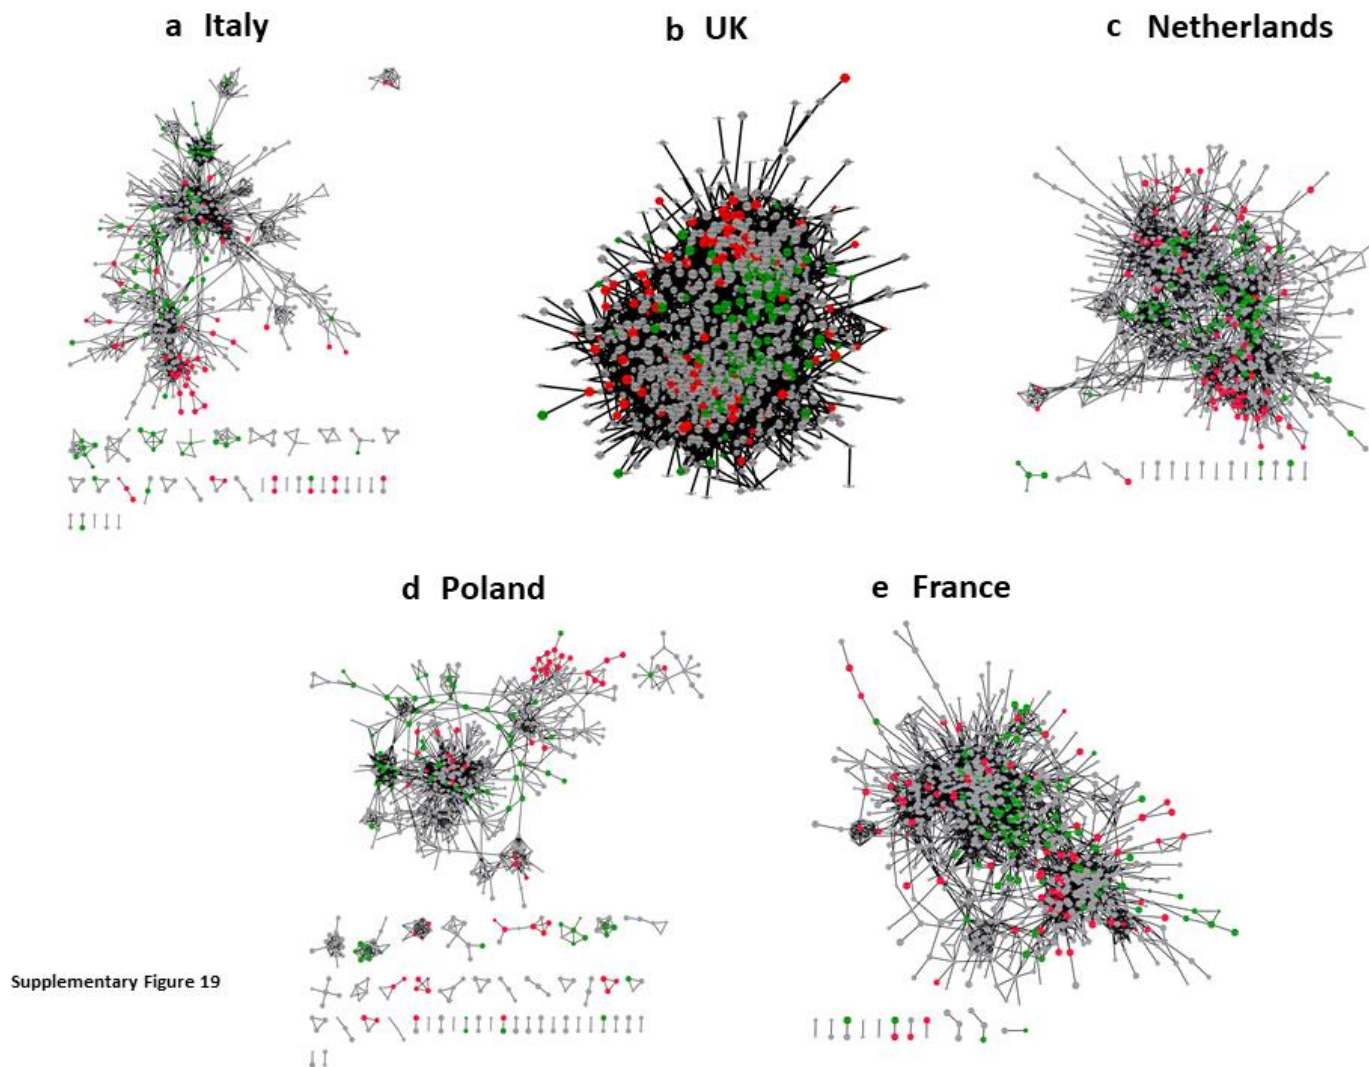 a Italy
b UK
c Netherlands
d Poland
e France
Supplementary Figure 19